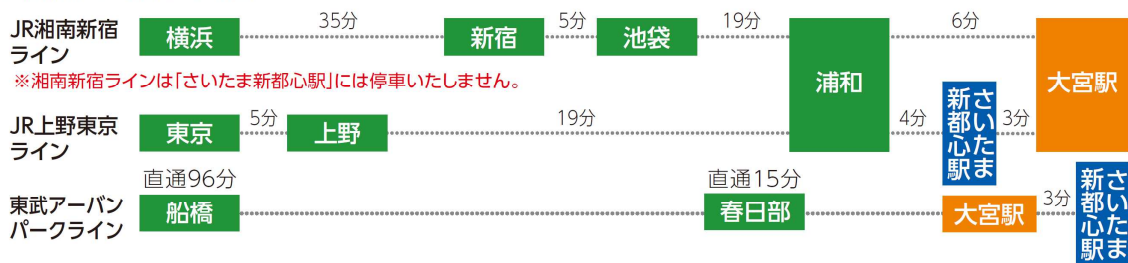 JR湘南新宿
ライン
横浜
35分
新宿
5分
池袋
19分
浦和
6分
大宮駅
※湘南新宿ラインは「さいたま新都心駅」には停車いたしません。
JR上野東京
ライン
東京
5分
上野
19分
4分
さいたま
新都心駅
3分
東武アーバン
パークライン
直通96分
船橋
直通15分
春日部
大宮駅
3分
さいたま
新都心駅